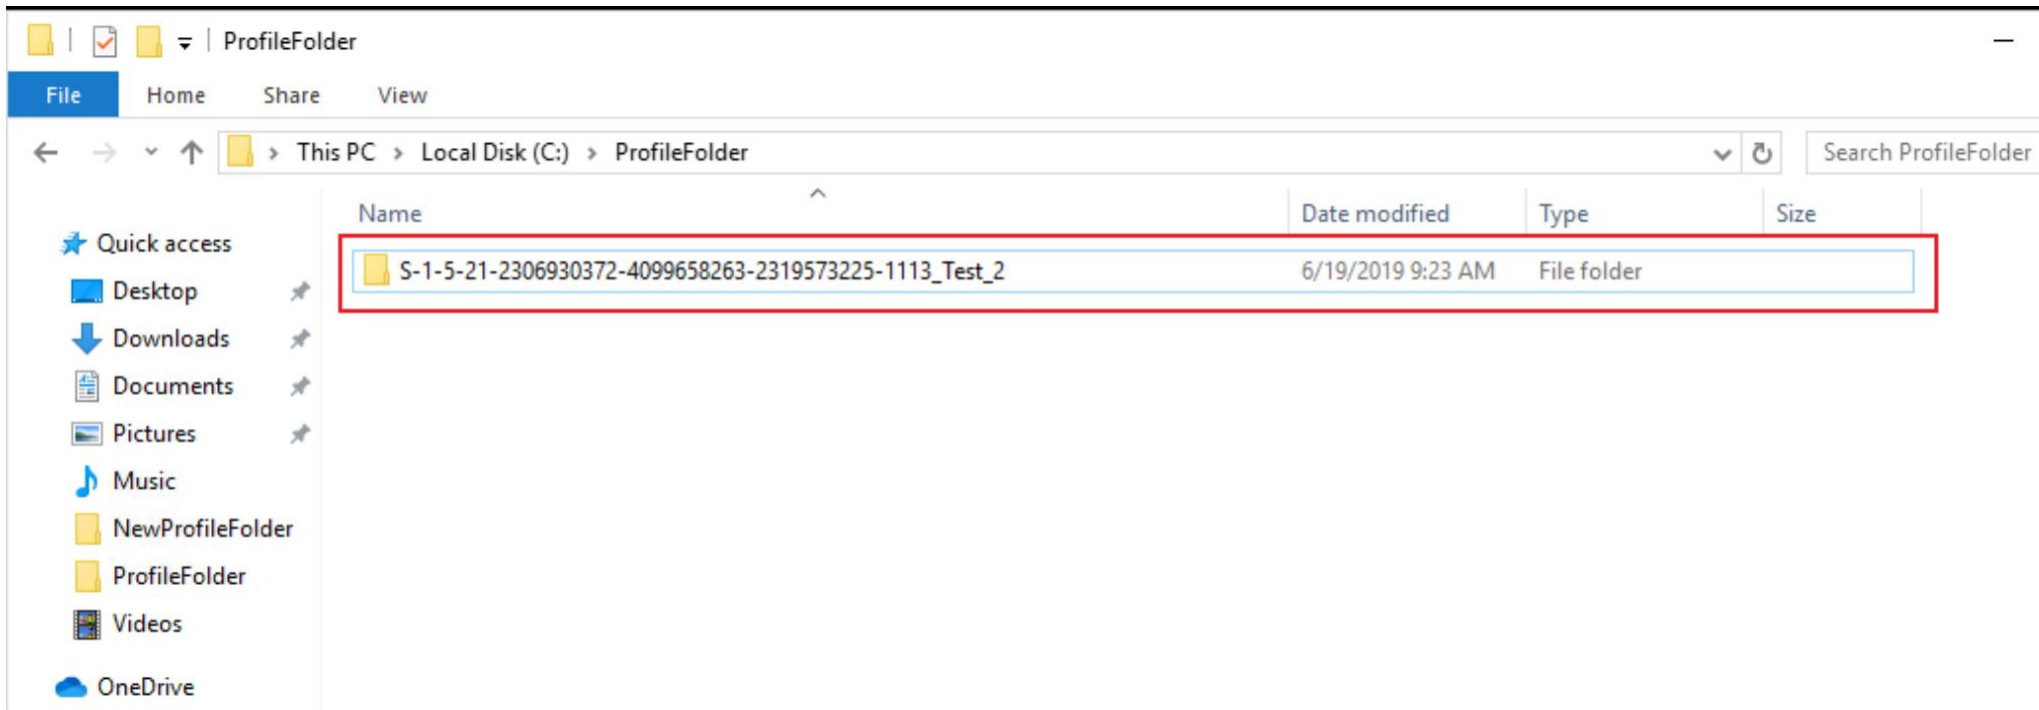 ProfileFolder
File Home Share View
This PC > Local Disk (C:) > ProfileFolder Search ProfileFolder
Name Date modified Type Size
Quick access
S-1-5-21-2306930372-4099658263-2319573225-1113_Test_2 6/19/2019 9:23 AM File folder
Desktop
Downloads
Documents
Pictures
Music
NewProfileFolder
ProfileFolder
Videos
OneDrive